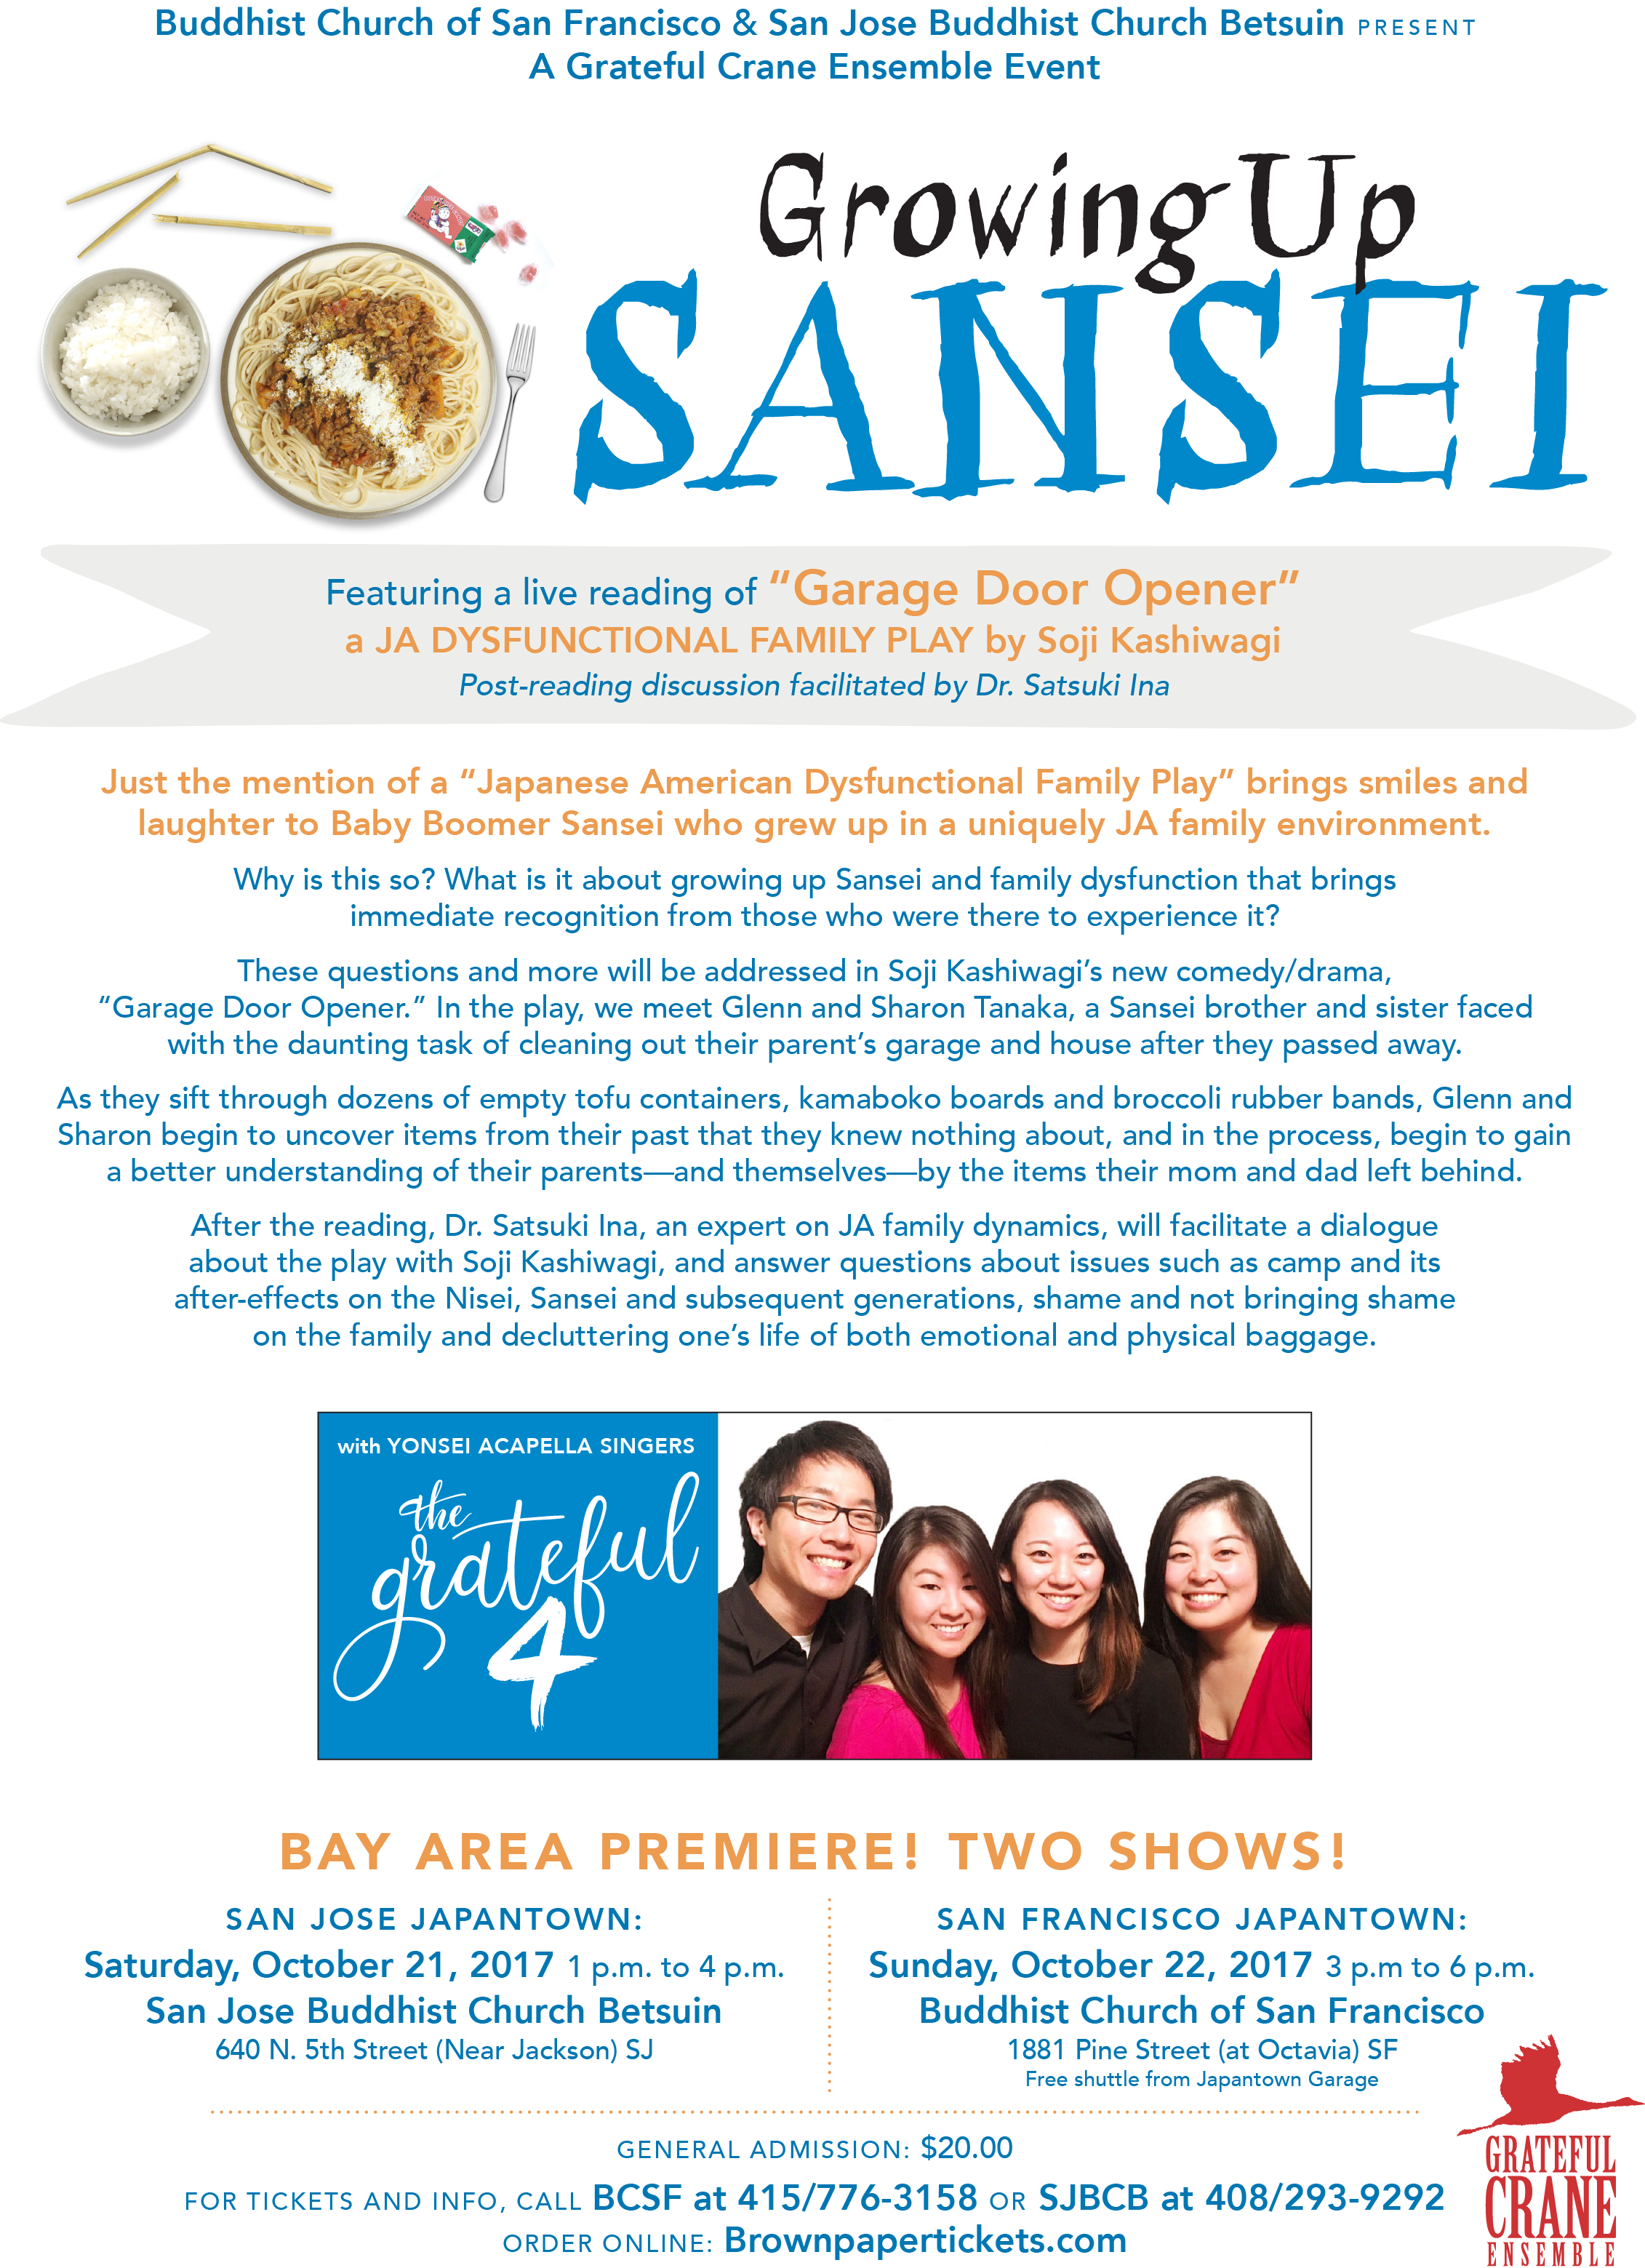 Buddhist Church of San Francisco & San Jose Buddhist Church Betsuin PRESENT
A Grateful Crane Ensemble Event
Growing Up
SANSEI
Featuring a live reading of “Garage Door Opener”
a JA DYSFUNCTIONAL FAMILY PLAY by Soji Kashiwagi
Post-reading discussion facilitated by Dr. Satsuki Ina
Just the mention of a “Japanese American Dysfunctional Family Play” brings smiles and
laughter to Baby Boomer Sansei who grew up in a uniquely JA family environment.
Why is this so? What is it about growing up Sansei and family dysfunction that brings
immediate recognition from those who were there to experience it?
These questions and more will be addressed in Soji Kashiwagi’s new comedy/drama,
“Garage Door Opener.” In the play, we meet Glenn and Sharon Tanaka, a Sansei brother and sister faced
with the daunting task of cleaning out their parent’s garage and house after they passed away.
As they sift through dozens of empty tofu containers, kamaboko boards and broccoli rubber bands, Glenn and
Sharon begin to uncover items from their past that they knew nothing about, and in the process, begin to gain
a better understanding of their parents—and themselves—by the items their mom and dad left behind.
After the reading, Dr. Satsuki Ina, an expert on JA family dynamics, will facilitate a dialogue
about the play with Soji Kashiwagi, and answer questions about issues such as camp and its
after-effects on the Nisei, Sansei and subsequent generations, shame and not bringing shame
on the family and decluttering one’s life of both emotional and physical baggage.
with YONSEI ACAPELLA SINGERS
the
grateful
4
BAY AREA PREMIERE! TWO SHOWS!
SAN JOSE JAPANTOWN:
Saturday, October 21, 2017 1 p.m. to 4 p.m.
San Jose Buddhist Church Betsuin
640 N. 5th Street (Near Jackson) SJ
SAN FRANCISCO JAPANTOWN:
Sunday, October 22, 2017 3 p.m to 6 p.m.
Buddhist Church of San Francisco
1881 Pine Street (at Octavia) SF
Free shuttle from Japantown Garage
GENERAL ADMISSION: $20.00
FOR TICKETS AND INFO, CALL BCSF at 415/776-3158 OR SJBCB at 408/293-9292
ORDER ONLINE: Brownpapertickets.com
GRATEFUL
CRANE
ENSEMBLE